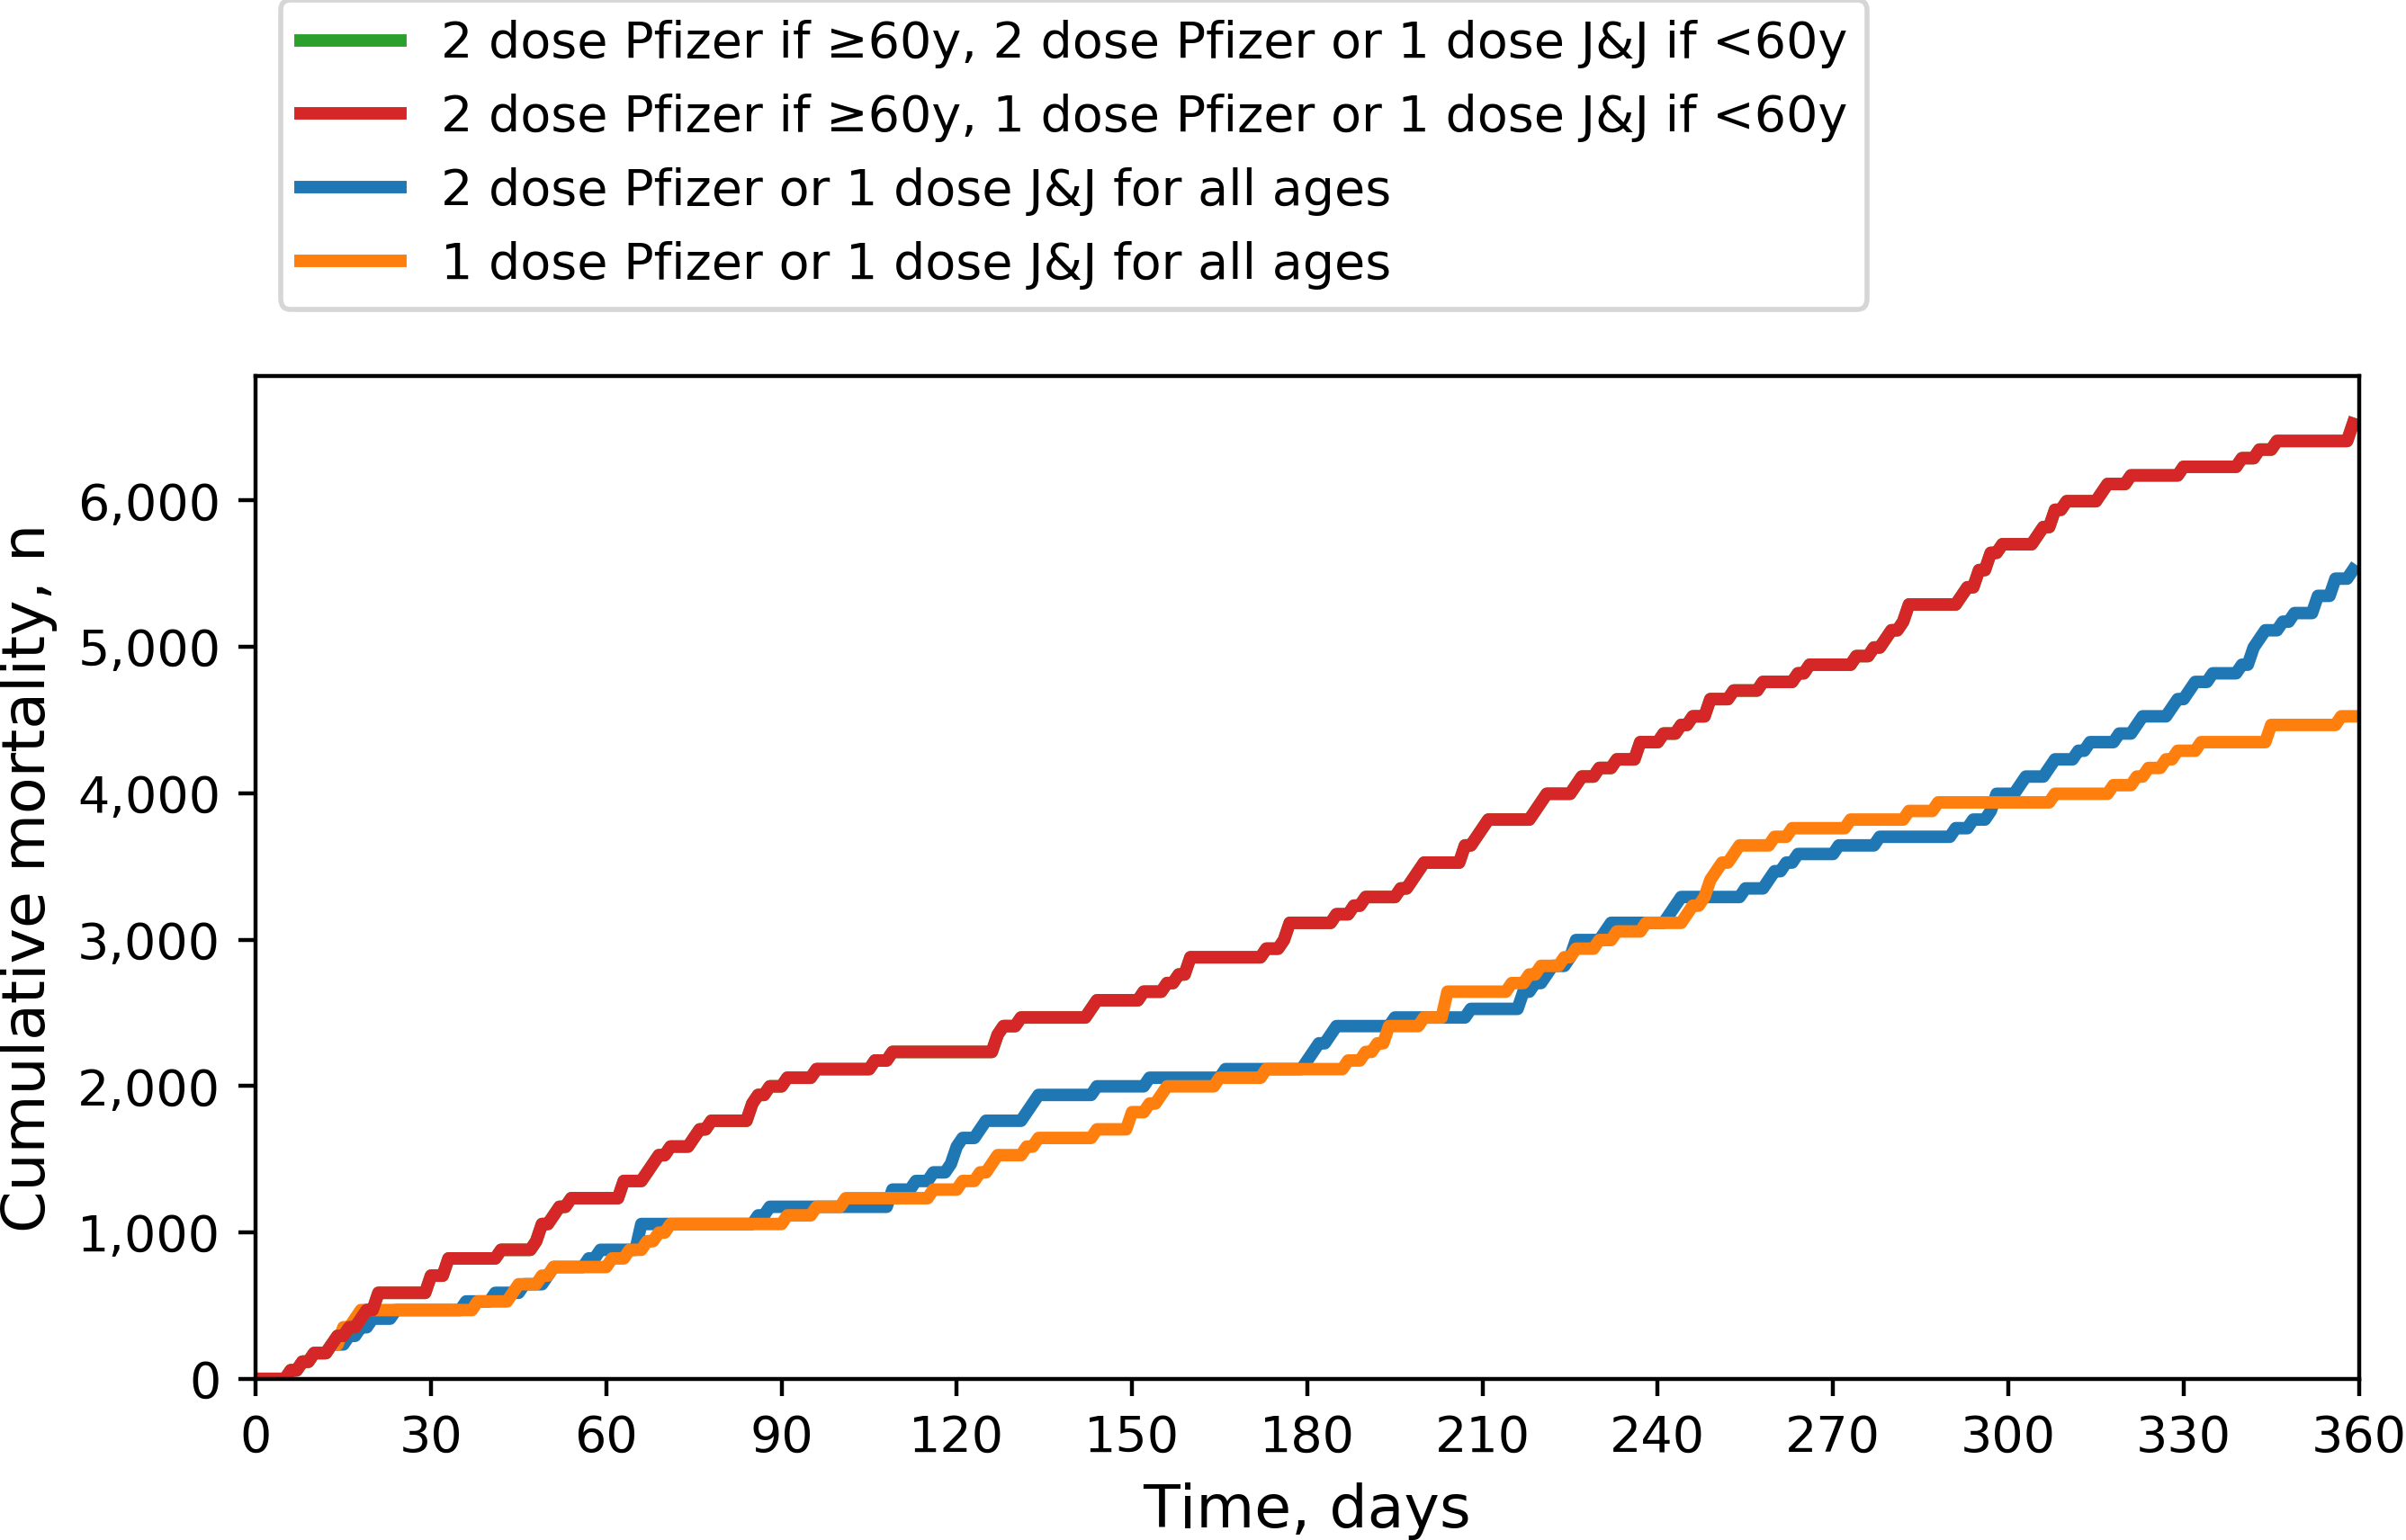 2 dose Pfizer if ≥60y, 2 dose Pfizer or 1 dose J&J if <60y
2 dose Pfizer if ≥60y, 1 dose Pfizer or 1 dose J&J if <60y
2 dose Pfizer or 1 dose J&J for all ages
1 dose Pfizer or 1 dose J&J for all ages
Cumulative mortality, n
6,000
5,000
4,000
3,000
2,000
1,000
0
0 30 60 90 120 150 180 210 240 270 300 330 360
Time, days